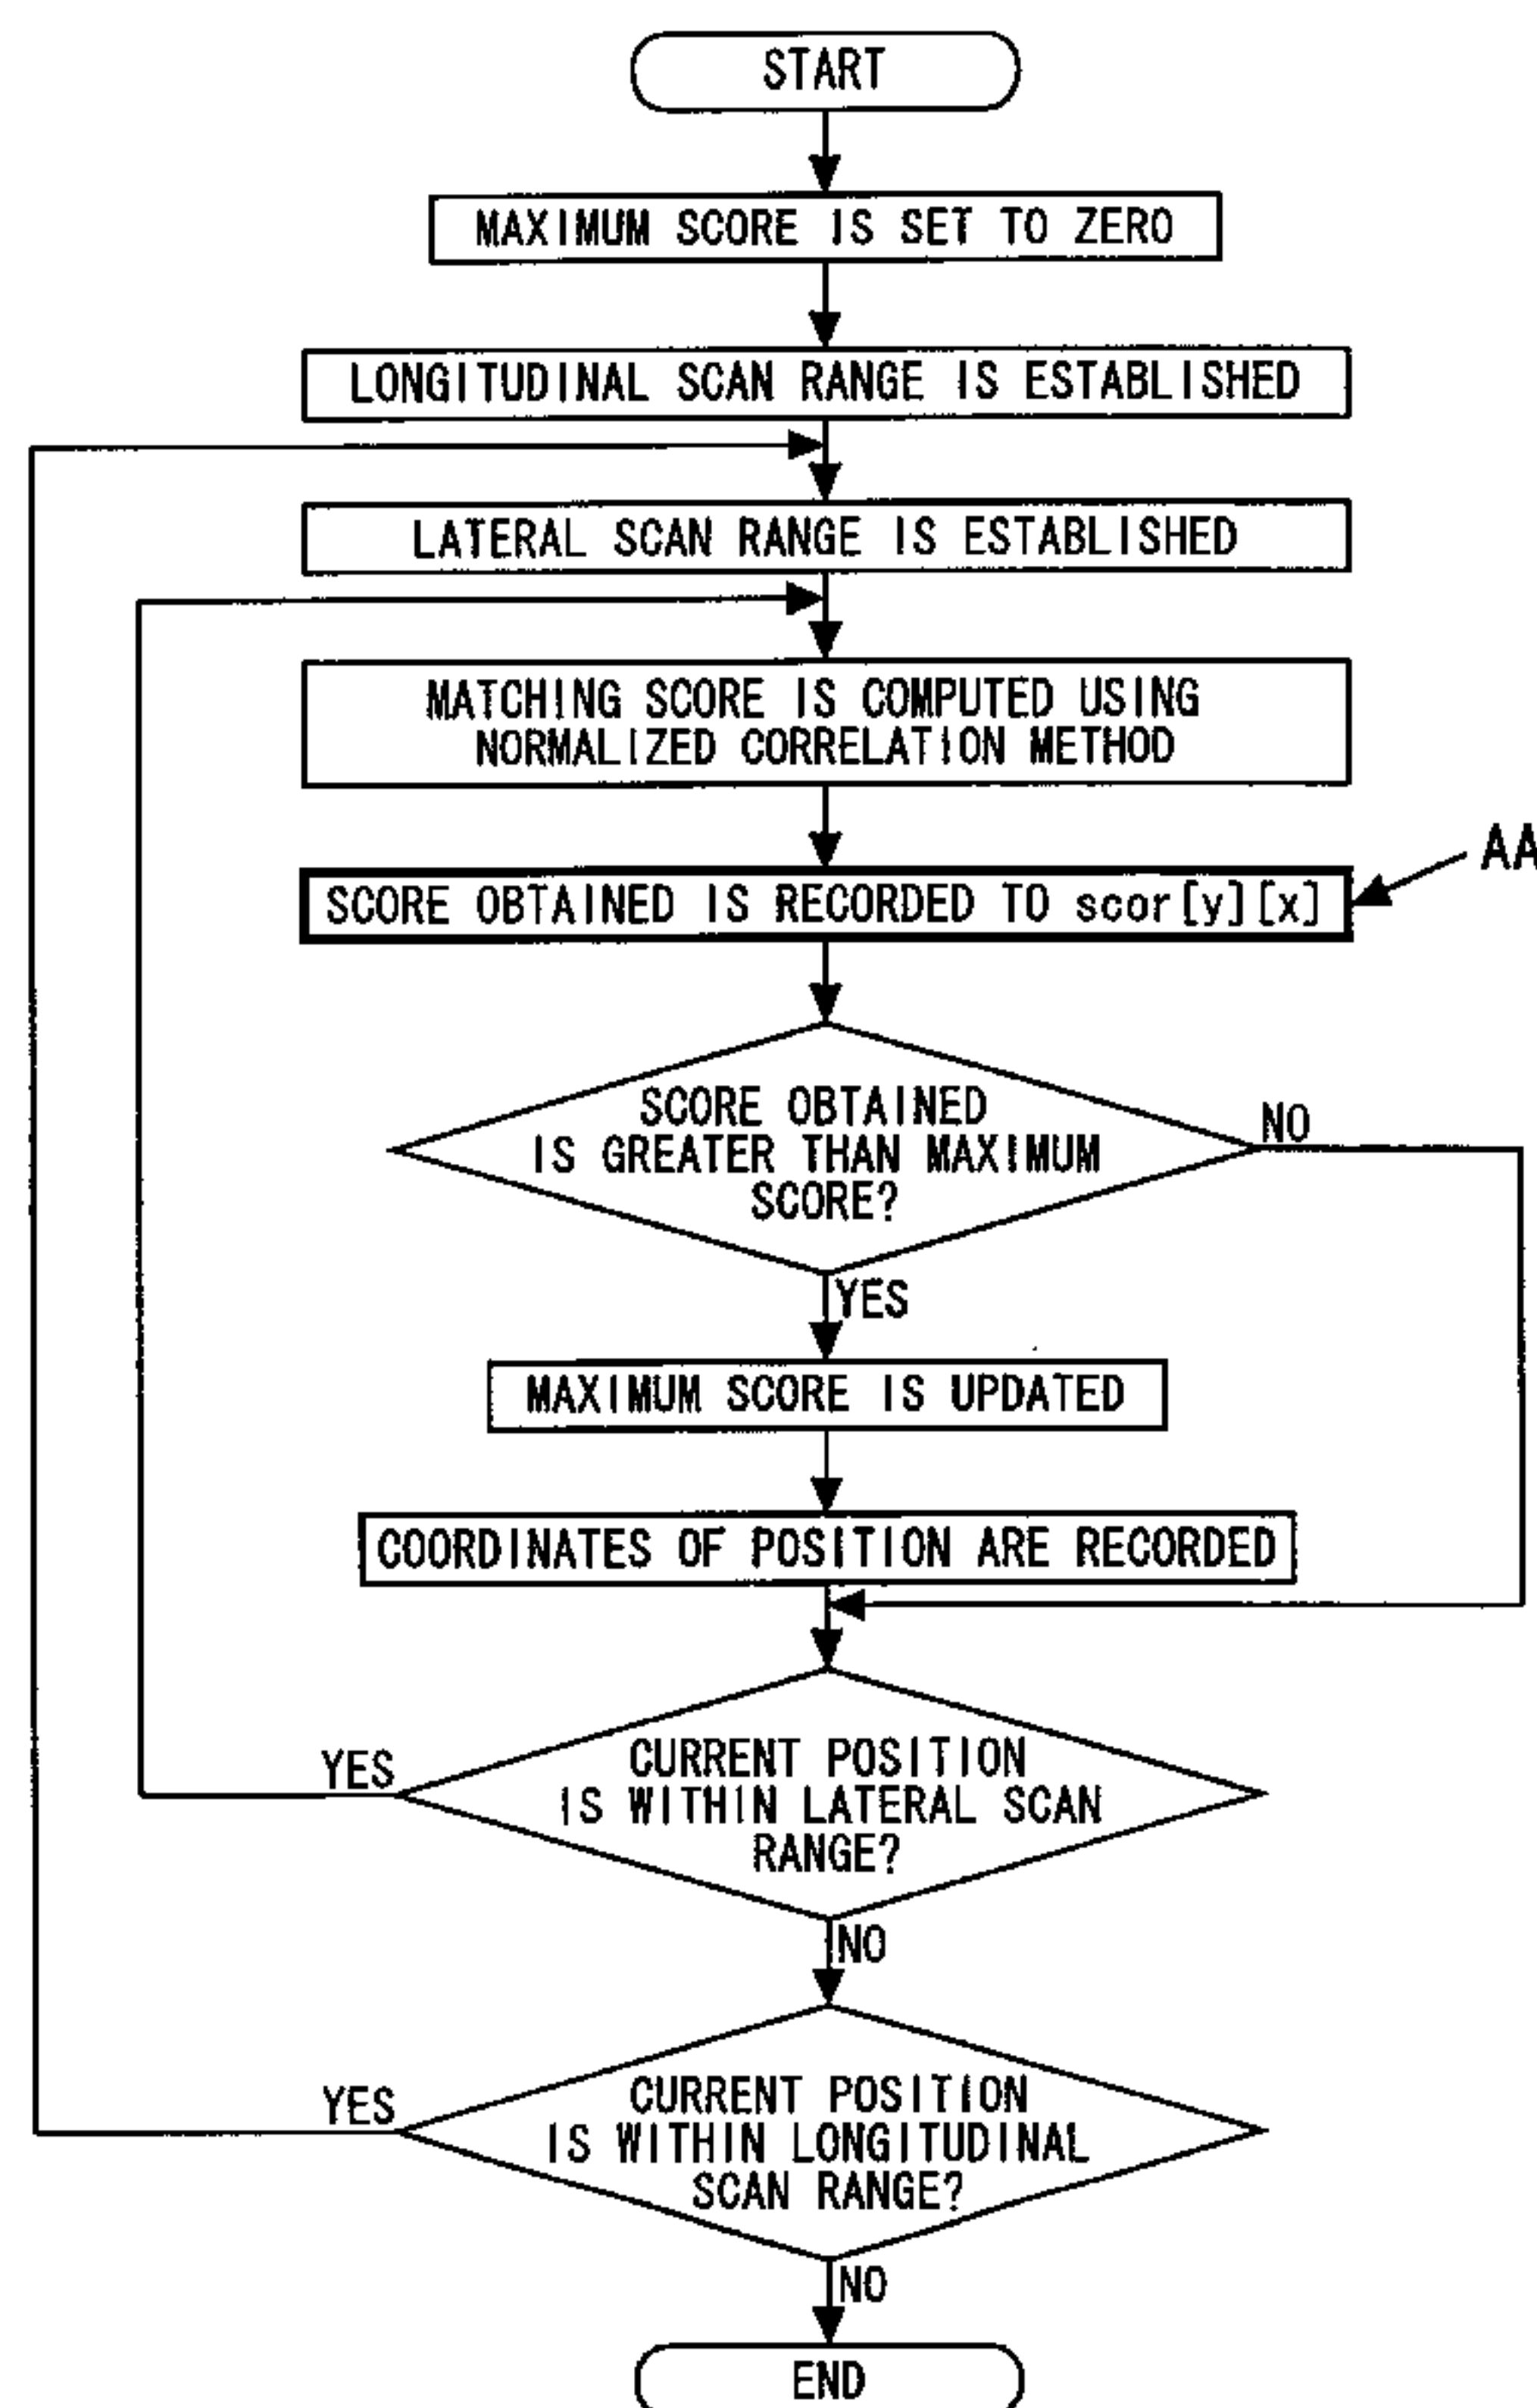 START
MAXIMUM SCORE IS SET TO ZERO
LONGITUDINAL SCAN RANGE IS ESTABLISHED
LATERAL SCAN RANGE IS ESTABLISHED
MATCHING SCORE IS COMPUTED USING
NORMALIZED CORRELATION METHOD
AA
SCORE OBTAINED IS RECORDED TO scor[y][x]
SCORE OBTAINED
IS GREATER THAN MAXIMUM
SCORE?
NO
YES
MAXIMUM SCORE IS UPDATED
COORDINATES OF POSITION ARE RECORDED
CURRENT POSITION
IS WITHIN LATERAL SCAN
RANGE?
YES
NO
CURRENT POSITION
IS WITHIN LONGITUDINAL
SCAN RANGE?
YES
NO
END